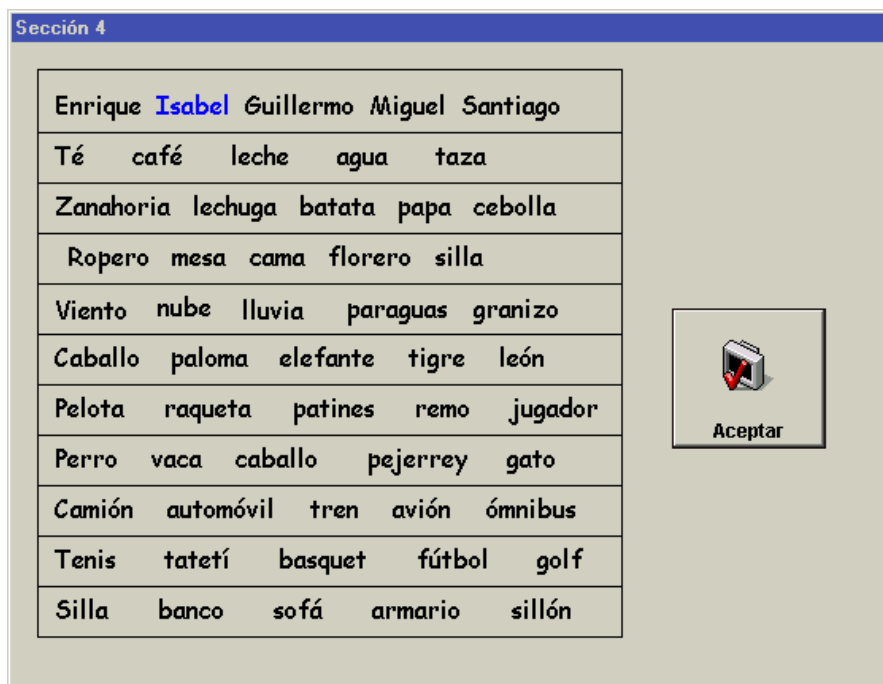 Sección 4
Enrique Isabel Guillermo Miguel Santiago
Té café leche agua taza
Zanahoria lechuga batata papa cebolla
Ropero mesa cama florero silla
Viento nube lluvia paraguas granizo
Caballo paloma elefante tigre león
Pelota raqueta patines remo jugador
Perro vaca caballo pejerrey gato
Camión automóvil tren avión ómnibus
Tenis tatetí basquet fútbol golf
Silla banco sofá armario sillón
Aceptar